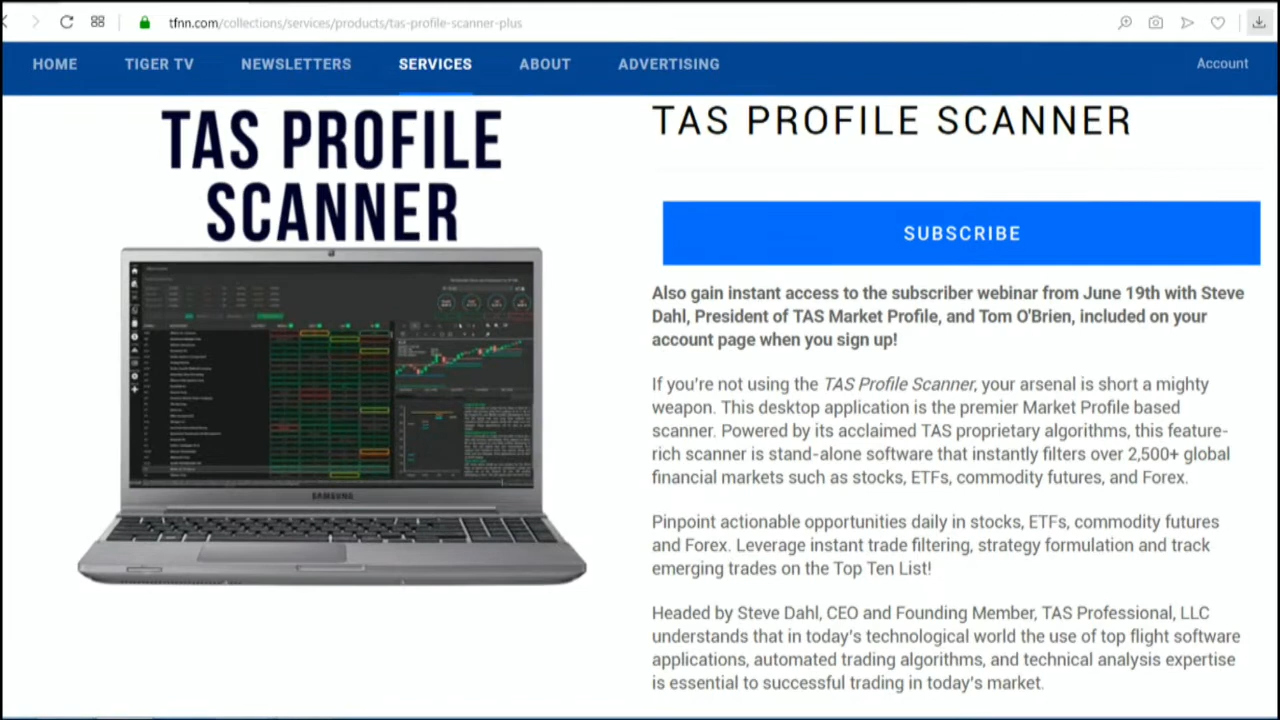 tfnn.com/collections/services/products/tas-profile-scanner-plus
HOME TIGER TV NEWSLETTERS SERVICES ABOUT ADVERTISING Account
TAS PROFILE
SCANNER
SAMSUNG
TAS PROFILE SCANNER
SUBSCRIBE
Also gain instant access to the subscriber webinar from June 19th with Steve
Dahl, President of TAS Market Profile, and Tom O'Brien, included on your
account page when you sign up!
If you're not using the TAS Profile Scanner, your arsenal is short a mighty
weapon. This desktop application is the premier Market Profile based
scanner. Powered by its acclaimed TAS proprietary algorithms, this feature-
rich scanner is stand-alone software that instantly filters over 2,500+ global
financial markets such as stocks, ETFs, commodity futures, and Forex.
Pinpoint actionable opportunities daily in stocks, ETFs, commodity futures
and Forex. Leverage instant trade filtering, strategy formulation and track
emerging trades on the Top Ten List!
Headed by Steve Dahl, CEO and Founding Member, TAS Professional, LLC
understands that in today's technological world the use of top flight software
applications, automated trading algorithms, and technical analysis expertise
is essential to successful trading in today's market.